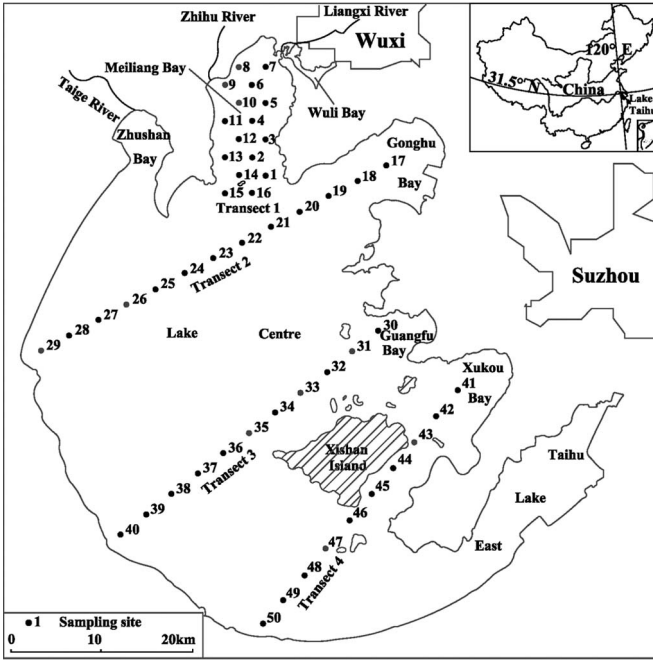 Zhihu River
Liangxi River
Wuxi
120° E
31.5° N
China
Lake
Taihu
Meiliang Bay
8
7
9
6
10
5
Wuli Bay
Taige River
11
4
Zhushan
Bay
12
3
13
2
Gonghu
Bay
17
14
1
18
15
16
19
Transect 1
20
21
22
23
Transect 2
24
25
26
27
28
29
Suzhou
Lake
Centre
30
Guangfu
Bay
31
32
Xukou
Bay
41
33
42
34
35
43
36
Xishan
Island
44
37
Transect 3
45
38
46
39
40
47
48
Transect 4
49
50
Taihu
Lake
East
1 Sampling site
0 10 20km